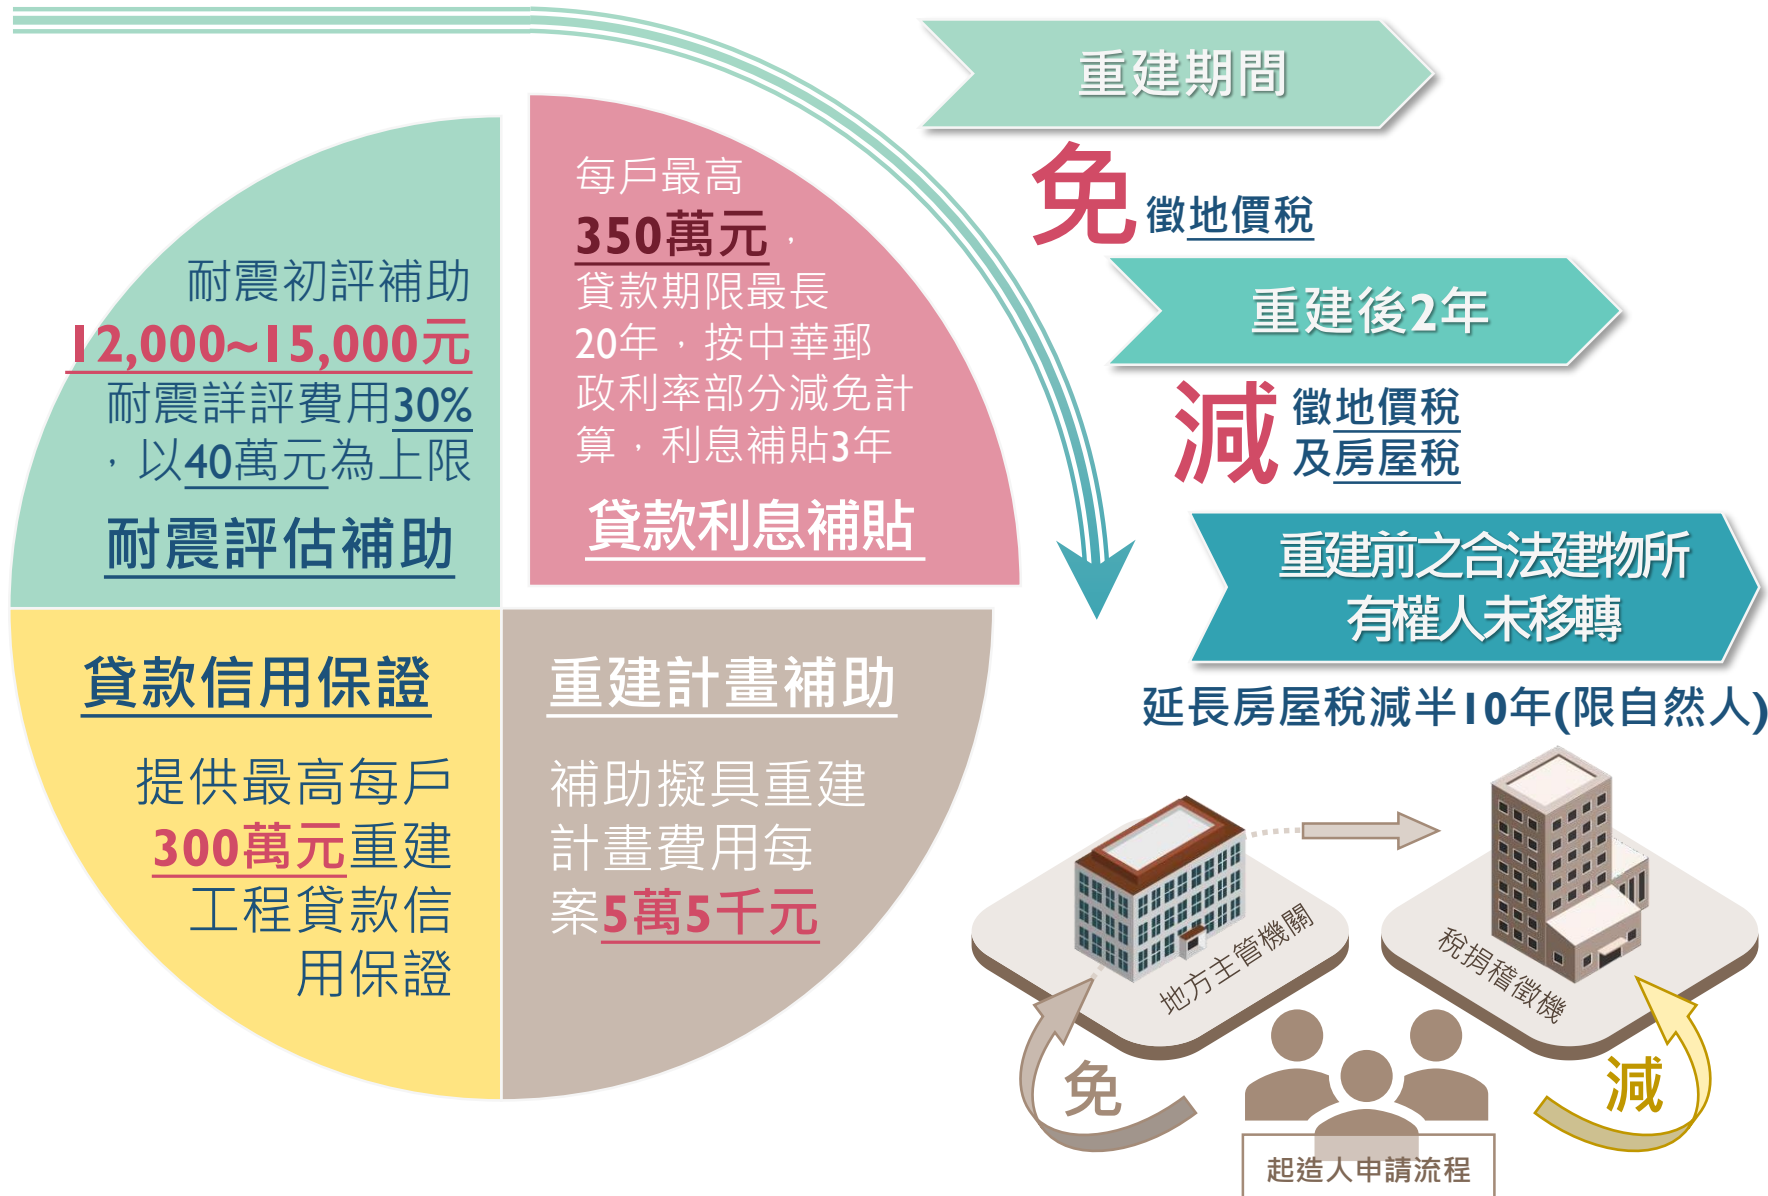 耐震初評補助
12,000~15,000元
耐震詳評費用30%
，以40萬元為上限
耐震評估補助
每戶最高
350萬元，
貸款期限最長
20年，按中華郵
政利率部分減免計
算，利息補貼3年
貸款利息補貼
貸款信用保證
提供最高每戶
300萬元重建
工程貸款信
用保證
重建計畫補助
補助擬具重建
計畫費用每
案5萬5千元
重建期間
免徵地價稅
重建後2年
減徵地價稅
及房屋稅
重建前之合法建物所
有權人未移轉
延長房屋稅減半10年(限自然人)
地方主管機關
稅捐稽徵機
免
減
起造人申請流程